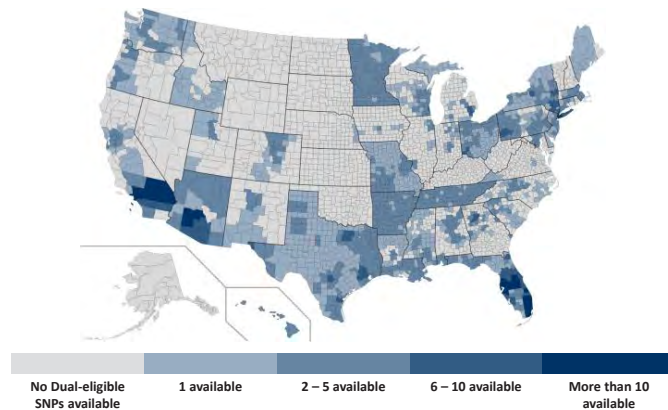 No Dual-eligible
SNPs available
1 available
2 – 5 available
6 – 10 available
More than 10
available